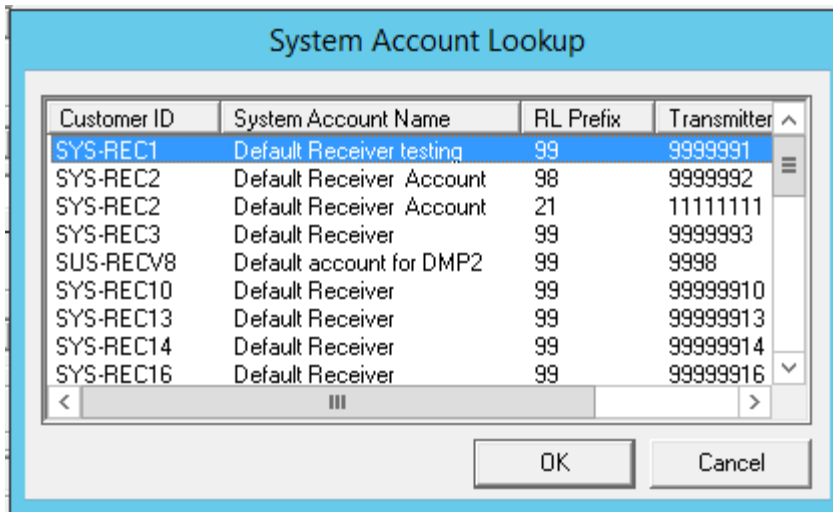 System Account Lookup
Customer ID System Account Name RL Prefix Transmitter
SYS-REC1 Default Receiver testing 99 9999991
SYS-REC2 Default Receiver  Account 98 9999992
SYS-REC2 Default Receiver  Account 21 11111111
SYS-REC3 Default Receiver 99 9999993
SUS-RECV8 Default account for DMP2 99 9998
SYS-REC10 Default Receiver 99 99999910
SYS-REC13 Default Receiver 99 99999913
SYS-REC14 Default Receiver 99 99999914
SYS-REC16 Default Receiver 99 99999916
OK Cancel